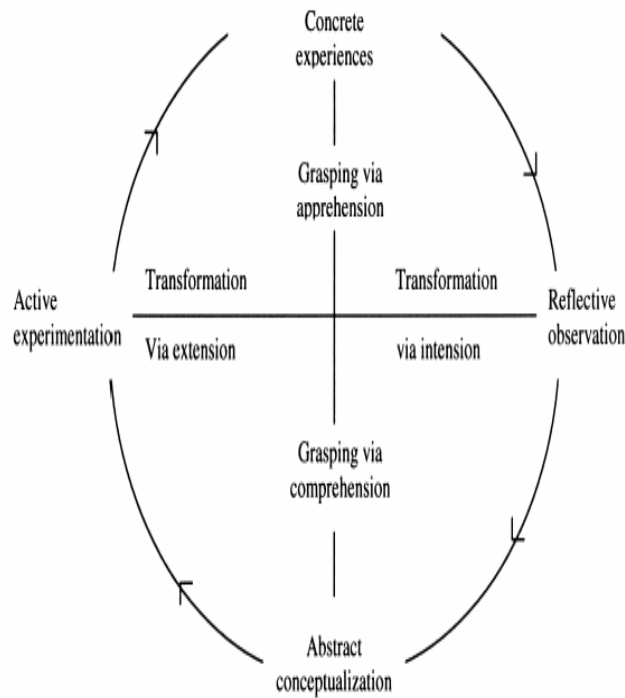 Concrete
experiences
Grasping via
apprehension
Transformation
Transformation
Active
experimentation
Reflective
observation
Via extension
via intension
Grasping via
comprehension
Abstract
conceptualization